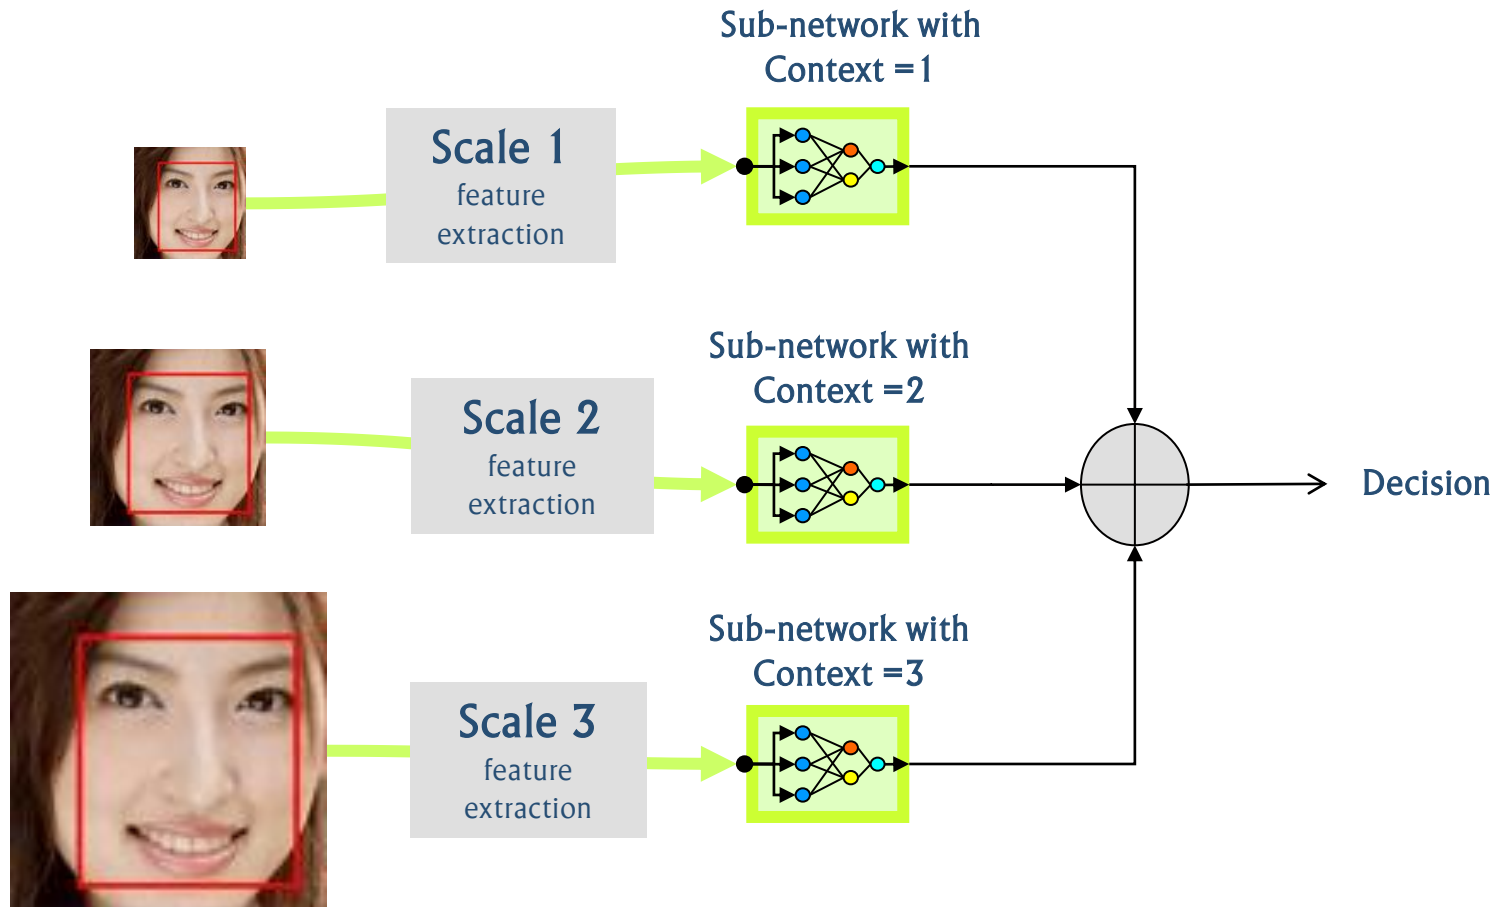 Sub-network with
Context =1
Scale 1
feature
extraction
Sub-network with
Context =2
Scale 2
feature
extraction
Decision
Sub-network with
Context =3
Scale 3
feature
extraction